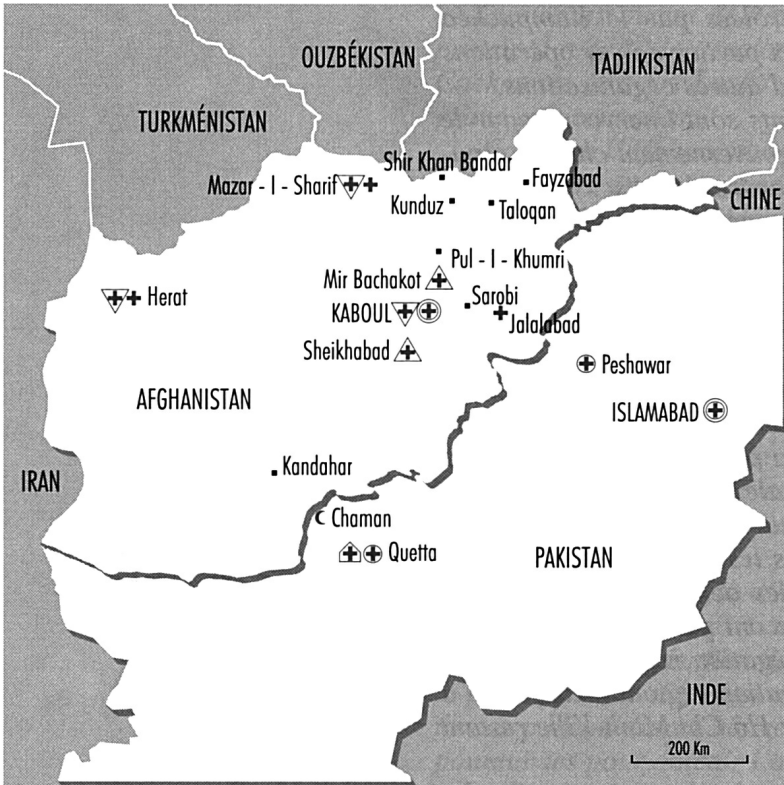 OUZBÉKISTAN
TADJIKISTAN
TURKMÉNISTAN
Shir Khan Bandar
Mazar - I - Sharif
Fayzabad
CHINE
Kunduz
Taloqan
Pul - I - Khumri
Mir Bachakot
Herat
Sarobi
KABOUL
Jalalabad
Sheikhabad
Peshawar
AFGHANISTAN
ISLAMABAD
Kandahar
IRAN
Chaman
Quetta
PAKISTAN
INDE
200 Km